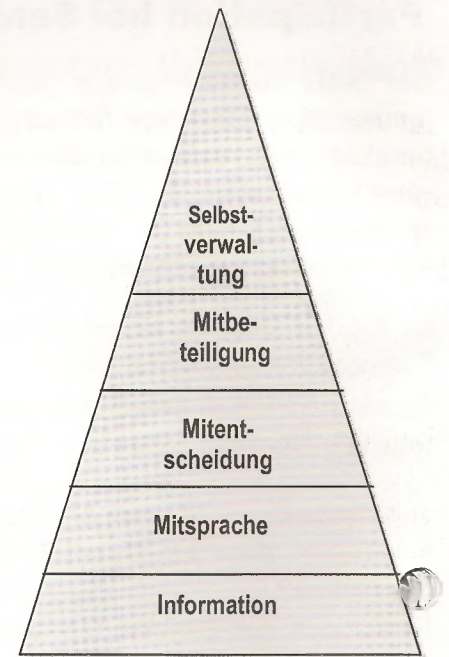 Selbst-
verwal-
tung
Mitbe-
teiligung
Mitent-
scheidung
Mitsprache
Information